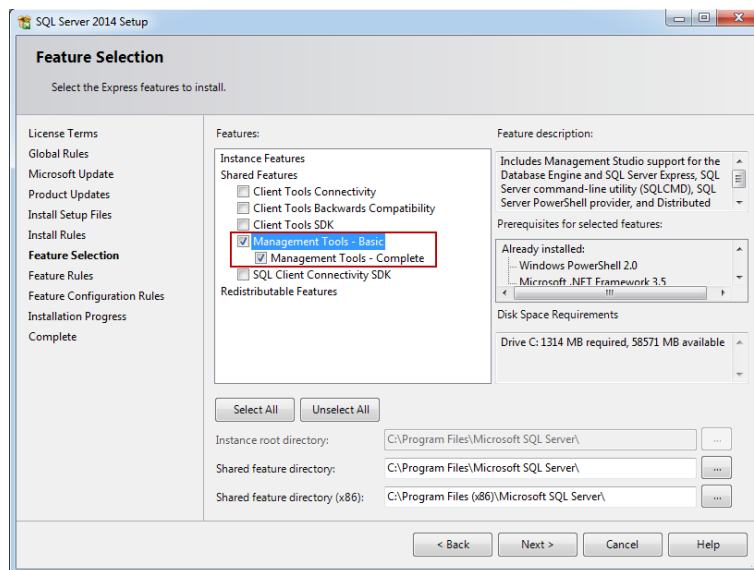 SQL Server 2014 Setup
Feature Selection
Select the Express features to install.
License Terms
Global Rules
Microsoft Update
Product Updates
Install Setup Files
Install Rules
Feature Selection
Feature Rules
Feature Configuration Rules
Installation Progress
Complete
Features:
Instance Features
Shared Features
Client Tools Connectivity
Client Tools Backwards Compatibility
Client Tools SDK
Management Tools - Basic
Management Tools - Complete
SQL Client Connectivity SDK
Redistributable Features
Feature description:
Includes Management Studio support for the
Database Engine and SQL Server Express, SQL
Server command-line utility (SQLCMD), SQL
Server PowerShell provider, and Distributed
Prerequisites for selected features:
Already installed:
Windows PowerShell 2.0
Microsoft .NET Framework 3.5
Disk Space Requirements
Drive C: 1314 MB required, 58571 MB available
Select All
Unselect All
Instance root directory:
C:\Program Files\Microsoft SQL Server\
...
Shared feature directory:
C:\Program Files\Microsoft SQL Server\
...
Shared feature directory (x86):
C:\Program Files (x86)\Microsoft SQL Server\
...
< Back
Next >
Cancel
Help